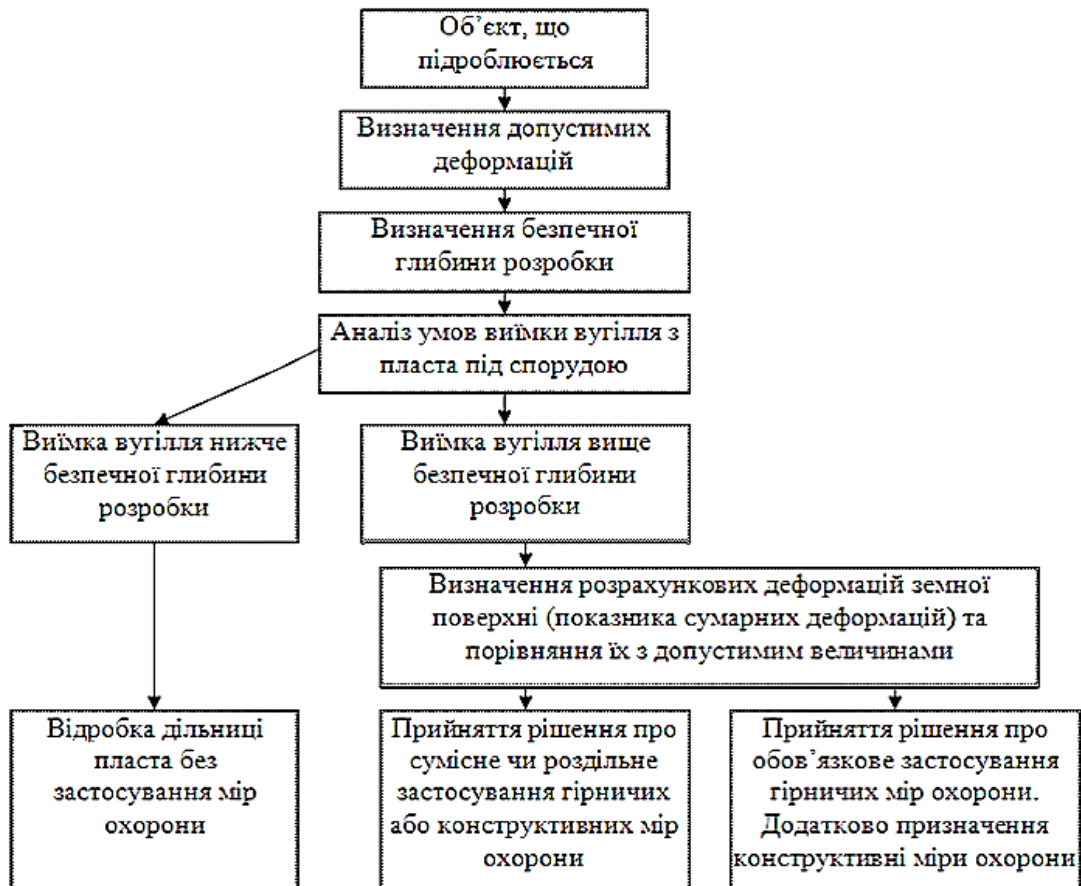 Об’єкт, що
підроблюється
Визначення допустимих
деформацій
Визначення безпечної
глибини розробки
Аналіз умов виїмки вугілля з
пласта під спорудою
Виїмка вугілля нижче
безпечної глибини
розробки
Виїмка вугілля вище
безпечної глибини
розробки
Визначення розрахункових деформацій земної
поверхні (показника сумарних деформацій) та
порівняння їх з допустимим величинами
Відробка дільниці
пласта без
застосування мір
охорони
Прийняття рішення про
сумісне чи роздільне
застосування гірничих
або конструктивних мір
охорони
Прийняття рішення про
обов’язкове застосування
гірничих мір охорони.
Додатково призначення
конструктивні міри охорони